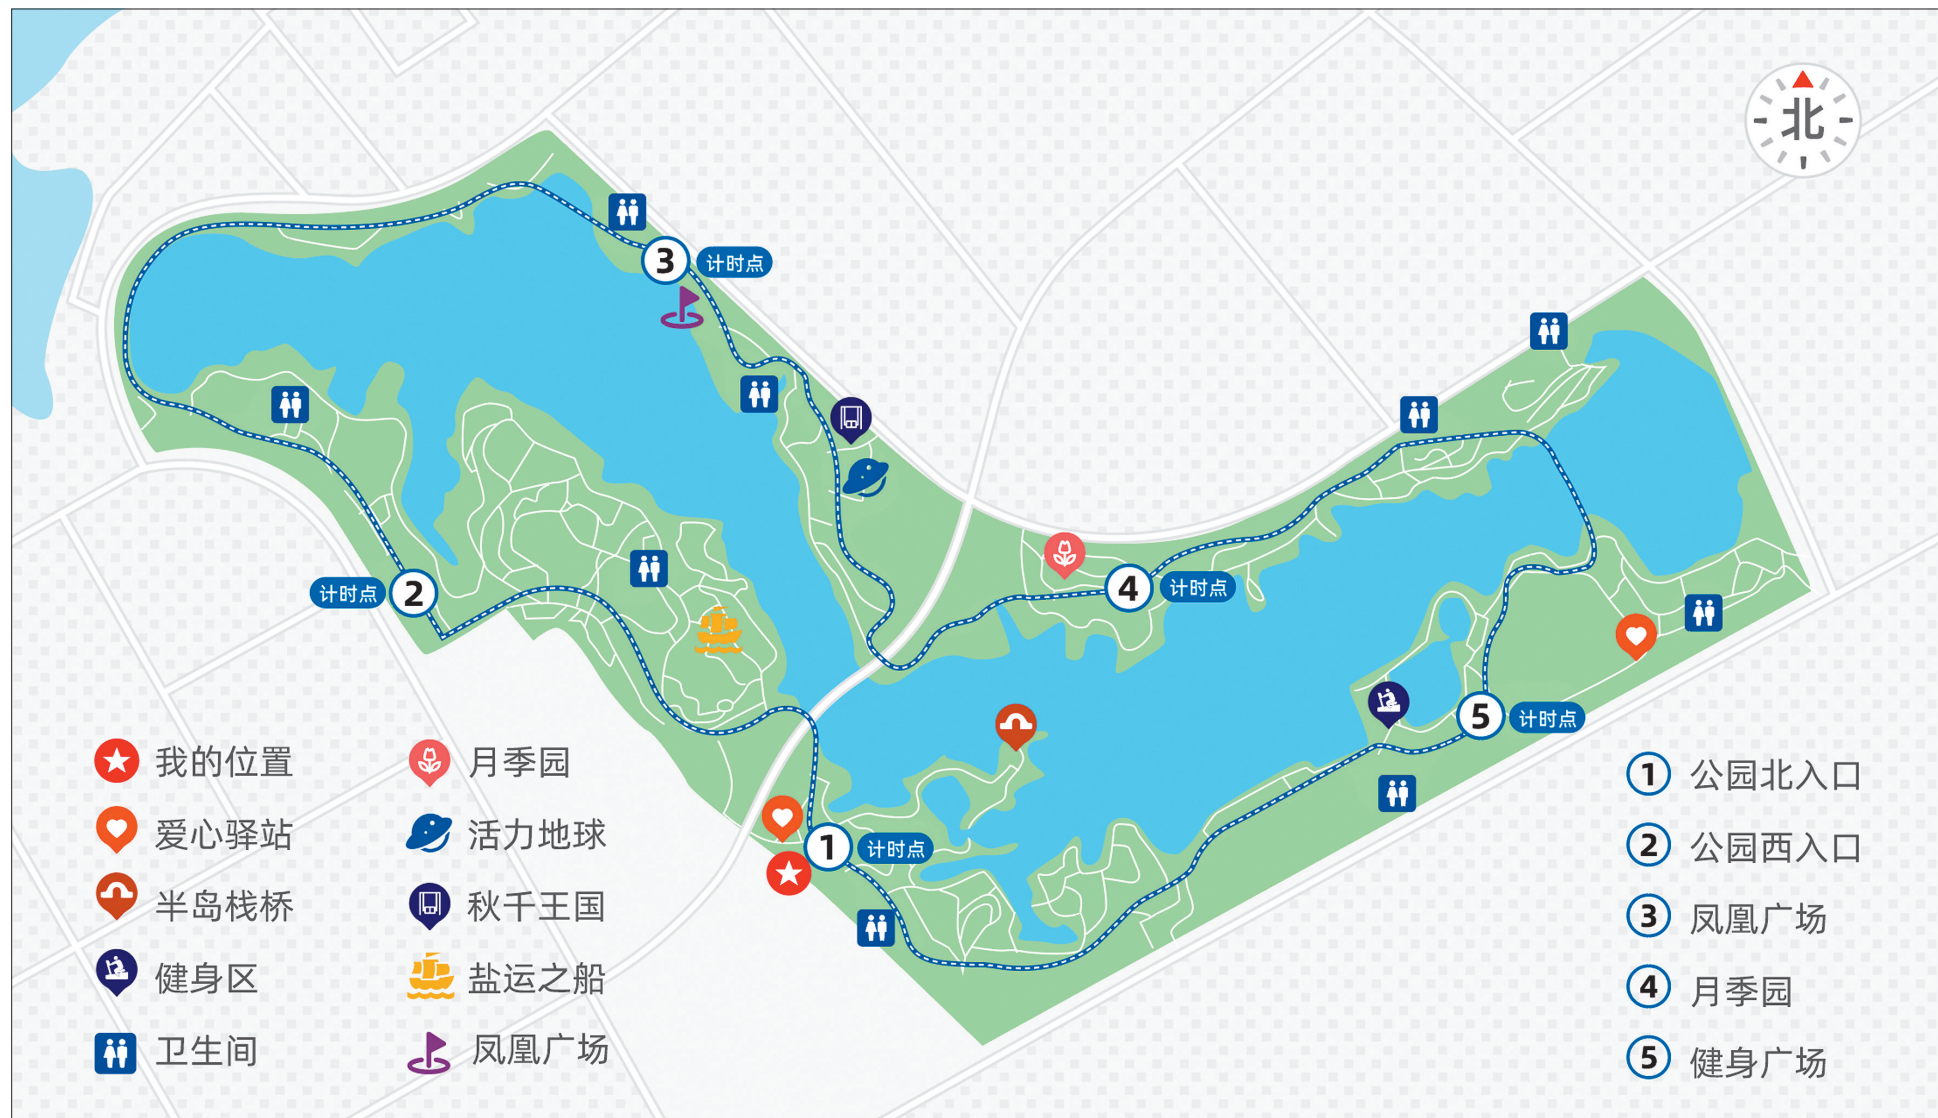 北
3 计时点
计时点 2
4 计时点
5 计时点
1 计时点
我的位置
爱心驿站
半岛栈桥
健身区
卫生间
月季园
活力地球
秋千王国
盐运之船
凤凰广场
1 公园北入口
2 公园西入口
3 凤凰广场
4 月季园
5 健身广场